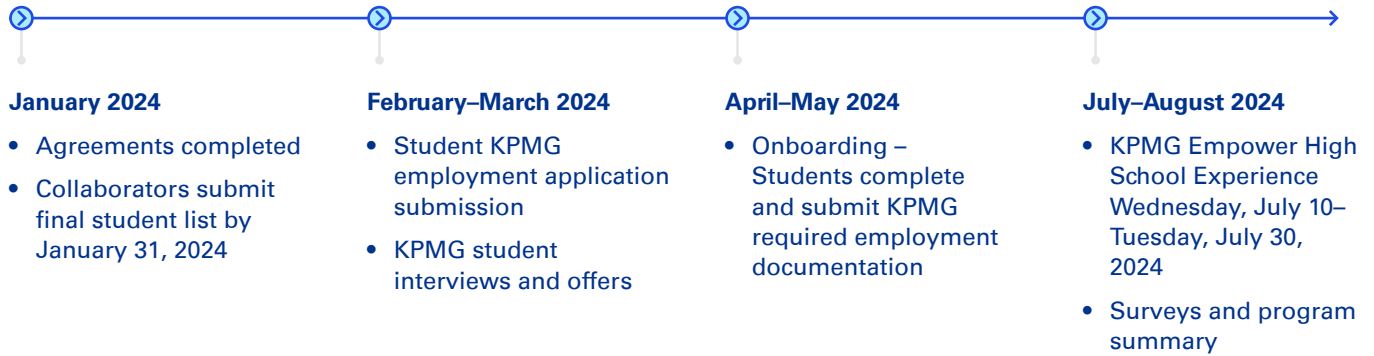 January 2024
• Agreements completed
• Collaborators submit
final student list by
January 31, 2024
February–March 2024
• Student KPMG
employment application
submission
• KPMG student
interviews and offers
April–May 2024
• Onboarding –
Students complete
and submit KPMG
required employment
documentation
July–August 2024
• KPMG Empower High
School Experience
Wednesday, July 10–
Tuesday, July 30,
2024
• Surveys and program
summary